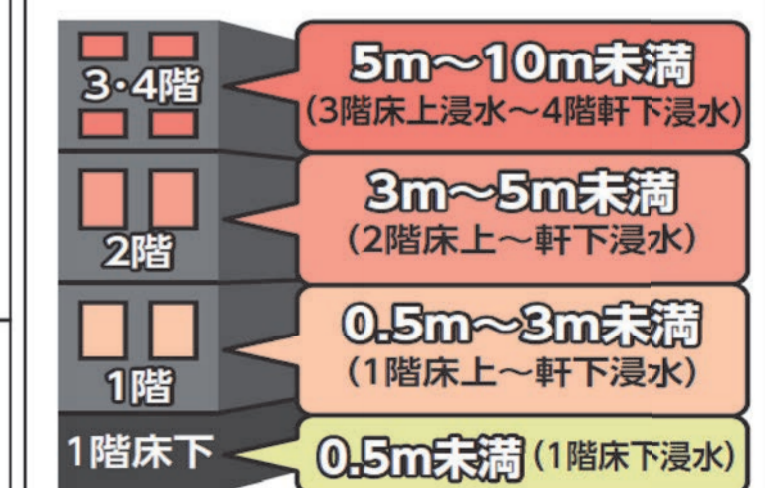 3・4階
5m～10m未満
(3階床上浸水～4階軒下浸水)
2階
3m～5m未満
(2階床上～軒下浸水)
1階
0.5m～3m未満
(1階床上～軒下浸水)
1階床下
0.5m未満(1階床下浸水)